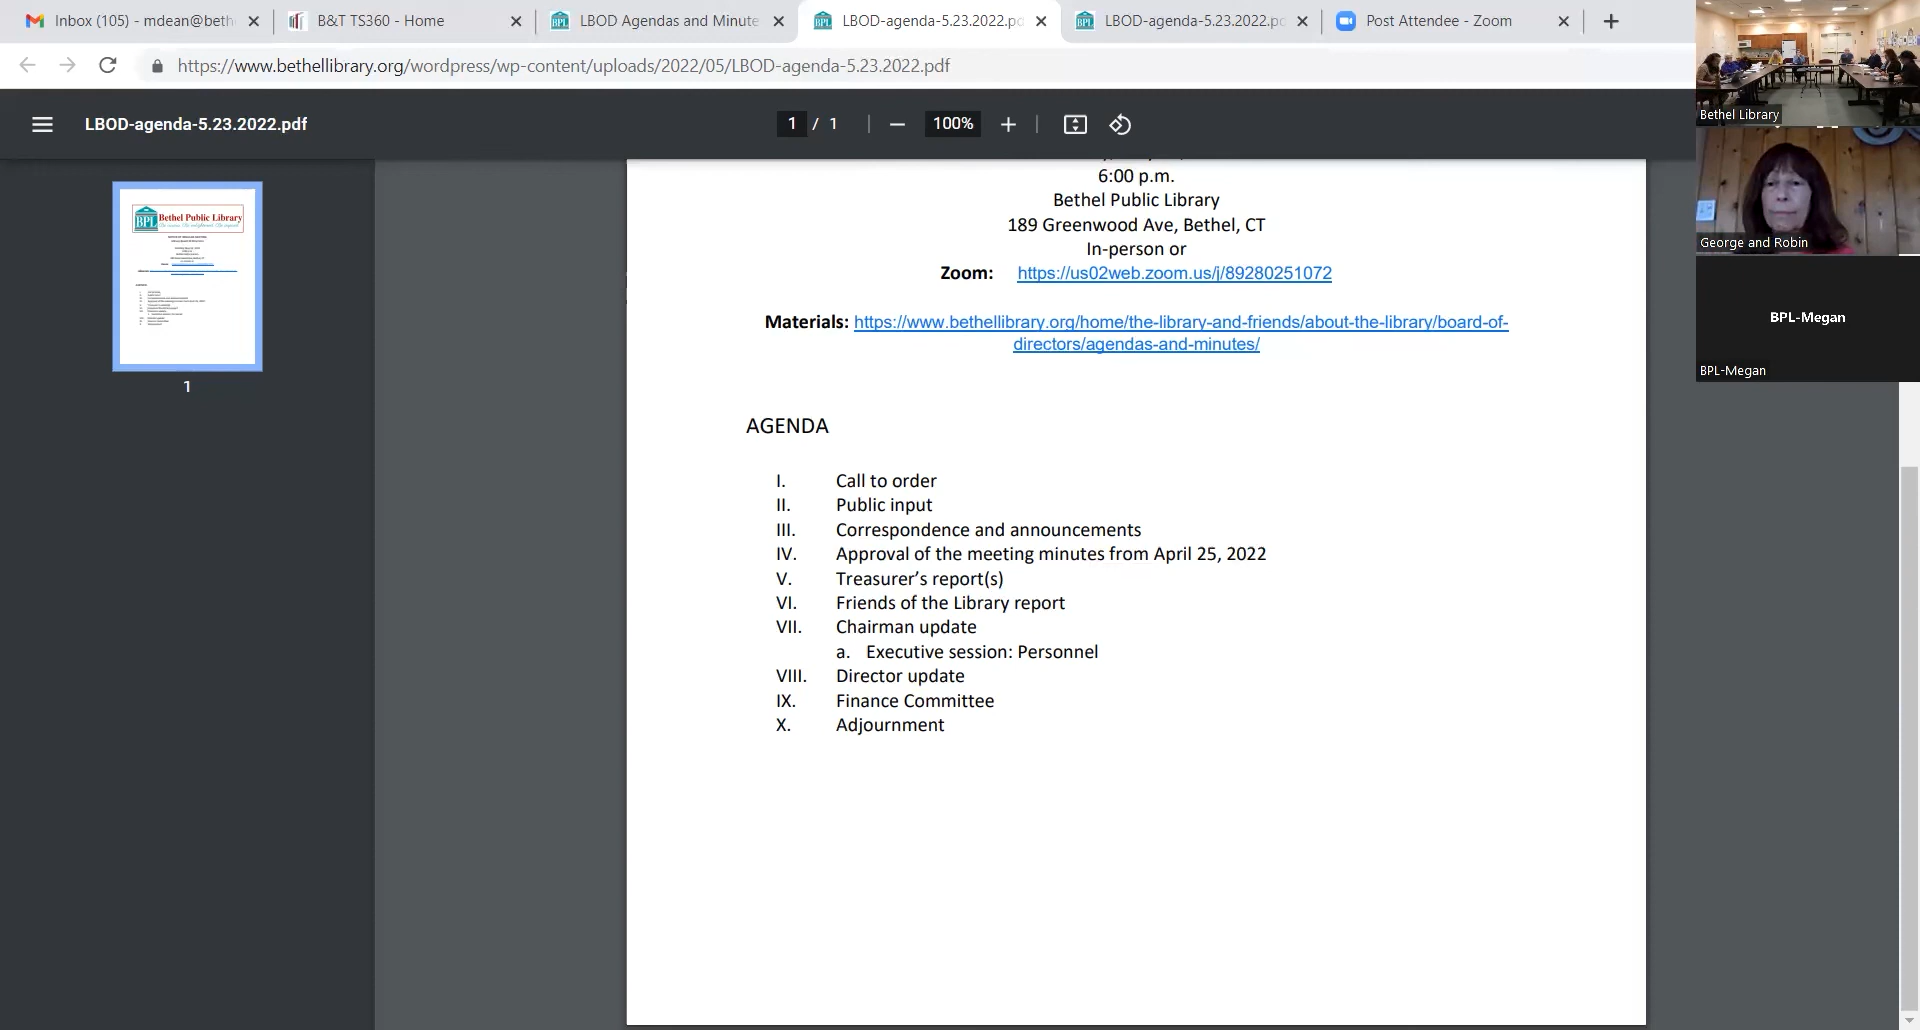 Inbox (105) - mdean@beth
B&T TS360 - Home
LBOD Agendas and Minute
LBOD-agenda-5.23.2022.pd
LBOD-agenda-5.23.2022.pd
Post Attendee - Zoom
https://www.bethellibrary.org/wordpress/wp-content/uploads/2022/05/LBOD-agenda-5.23.2022.pdf
LBOD-agenda-5.23.2022.pdf
1 / 1
100%
BPL
Bethel Public Library
1
6:00 p.m.
Bethel Public Library
189 Greenwood Ave, Bethel, CT
In-person or
Zoom: https://us02web.zoom.us/j/89280251072
Materials: https://www.bethellibrary.org/home/the-library-and-friends/about-the-library/board-of-
directors/agendas-and-minutes/
AGENDA
I. Call to order
II. Public input
III. Correspondence and announcements
IV. Approval of the meeting minutes from April 25, 2022
V. Treasurer’s report(s)
VI. Friends of the Library report
VII. Chairman update
a. Executive session: Personnel
VIII. Director update
IX. Finance Committee
X. Adjournment
Bethel Library
George and Robin
BPL-Megan
BPL-Megan